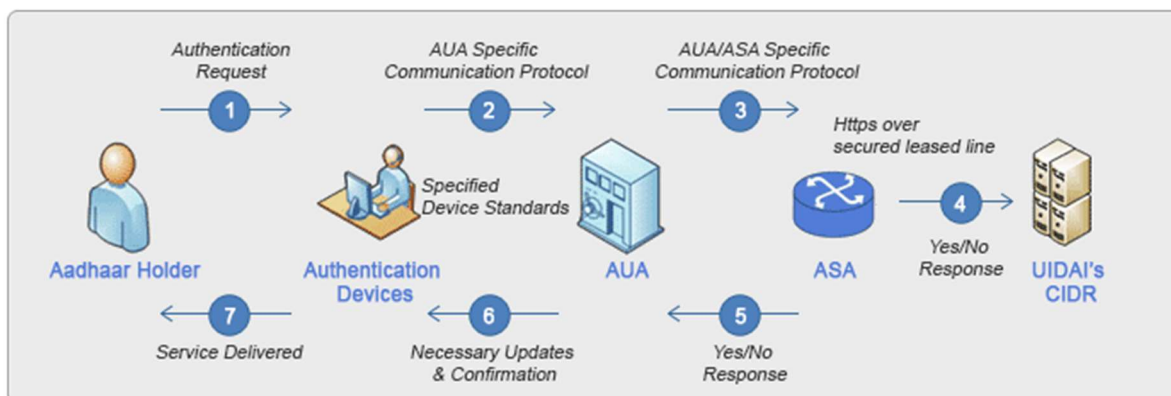 Authentication
Request
1
AUA Specific
Communication Protocol
2
AUA/ASA Specific
Communication Protocol
3
Https over
secured leased line
4
Yes/No
Response
Specified
Device Standards
Aadhaar Holder
Authentication
Devices
AUA
ASA
UIDAI's
CIDR
7
Service Delivered
6
Necessary Updates
& Confirmation
5
Yes/No
Response